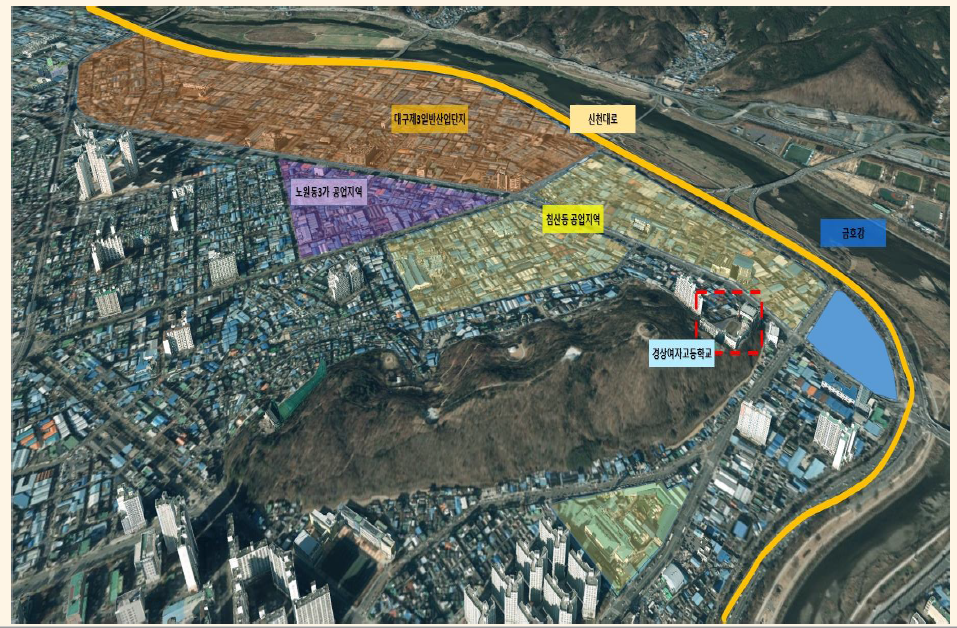 대구제3일반산업단지
신천대로
노원동3가 공업지역
침산동 공업지역
금호강
경상여자고등학교